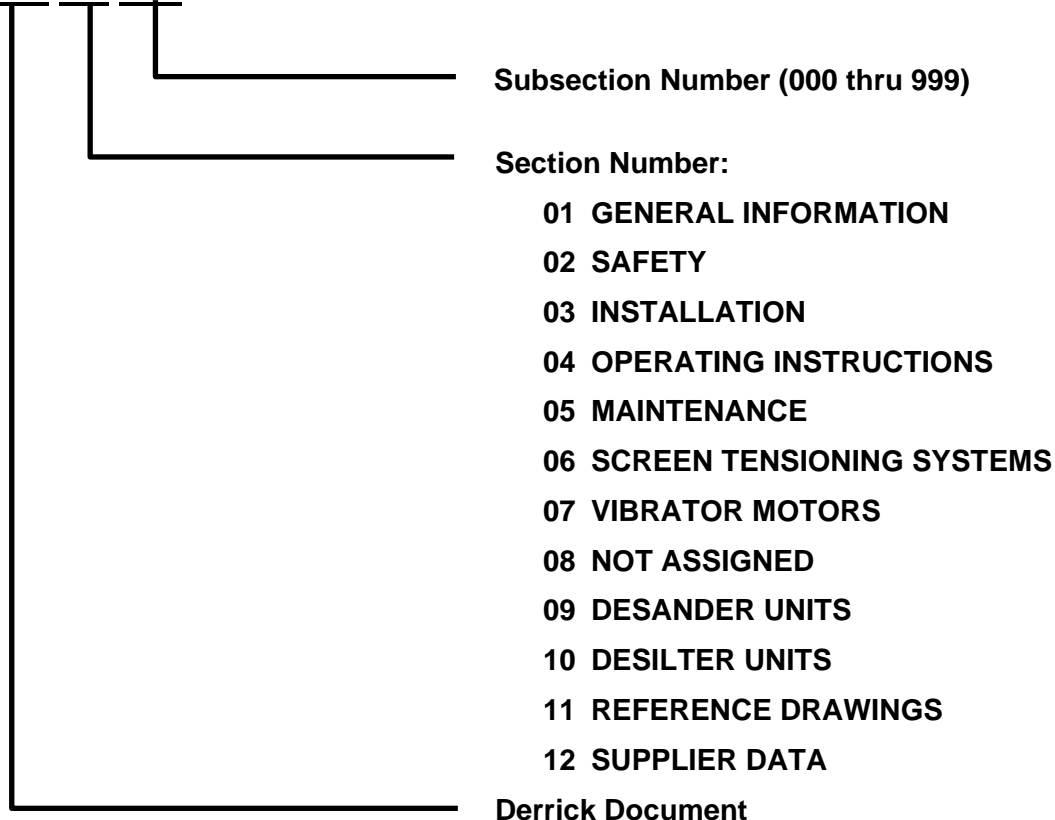 Subsection Number (000 thru 999)
Section Number:
01 GENERAL INFORMATION
02 SAFETY
03 INSTALLATION
04 OPERATING INSTRUCTIONS
05 MAINTENANCE
06 SCREEN TENSIONING SYSTEMS
07 VIBRATOR MOTORS
08 NOT ASSIGNED
09 DESANDER UNITS
10 DESILTER UNITS
11 REFERENCE DRAWINGS
12 SUPPLIER DATA
Derrick Document